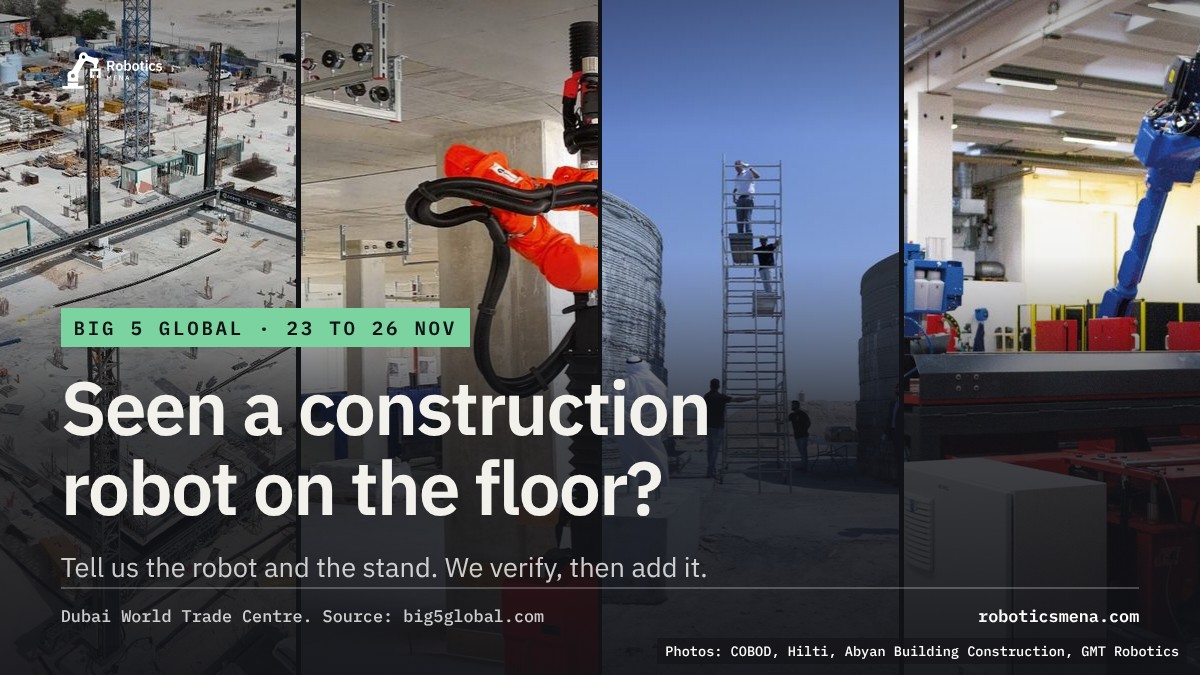 Robotics
MENA
BIG 5 GLOBAL · 23 TO 26 NOV
Seen a construction
robot on the floor?
Tell us the robot and the stand. We verify, then add it.
Dubai World Trade Centre. Source: big5global.com
roboticsmena.com
Photos: COBOD, Hilti, Abyan Building Construction, GMT Robotics